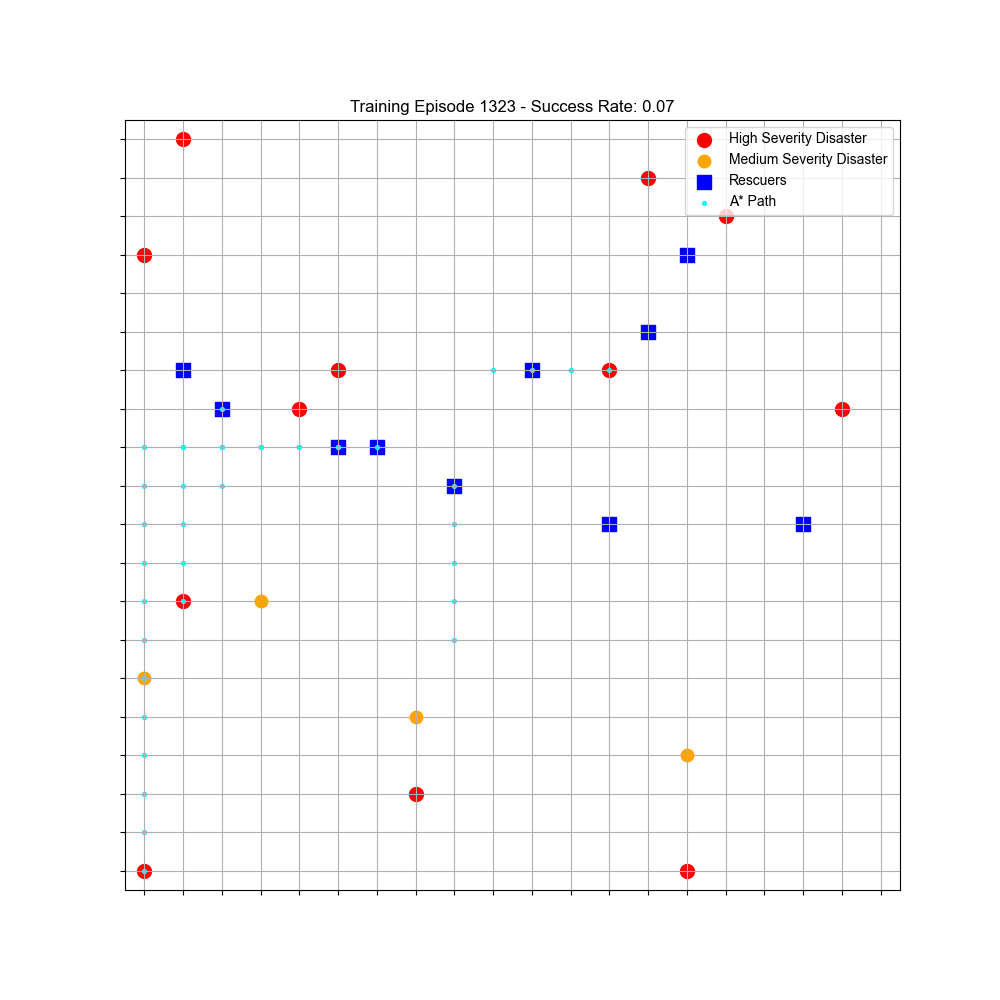 Training Episode 1323 - Success Rate: 0.07
High Severity Disaster
Medium Severity Disaster
Rescuers
A* Path